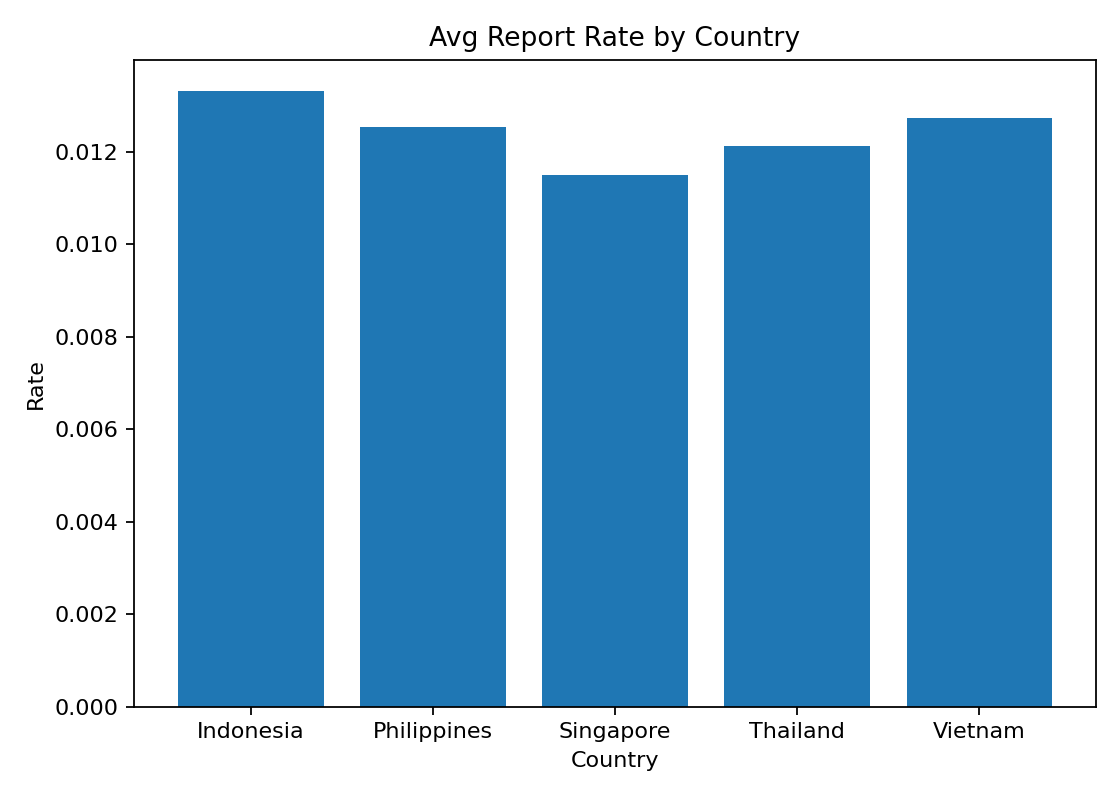 Avg Report Rate by Country
0.012
0.010
0.008
0.006
0.004
0.002
0.000
Rate
Indonesia Philippines Singapore Thailand Vietnam
Country